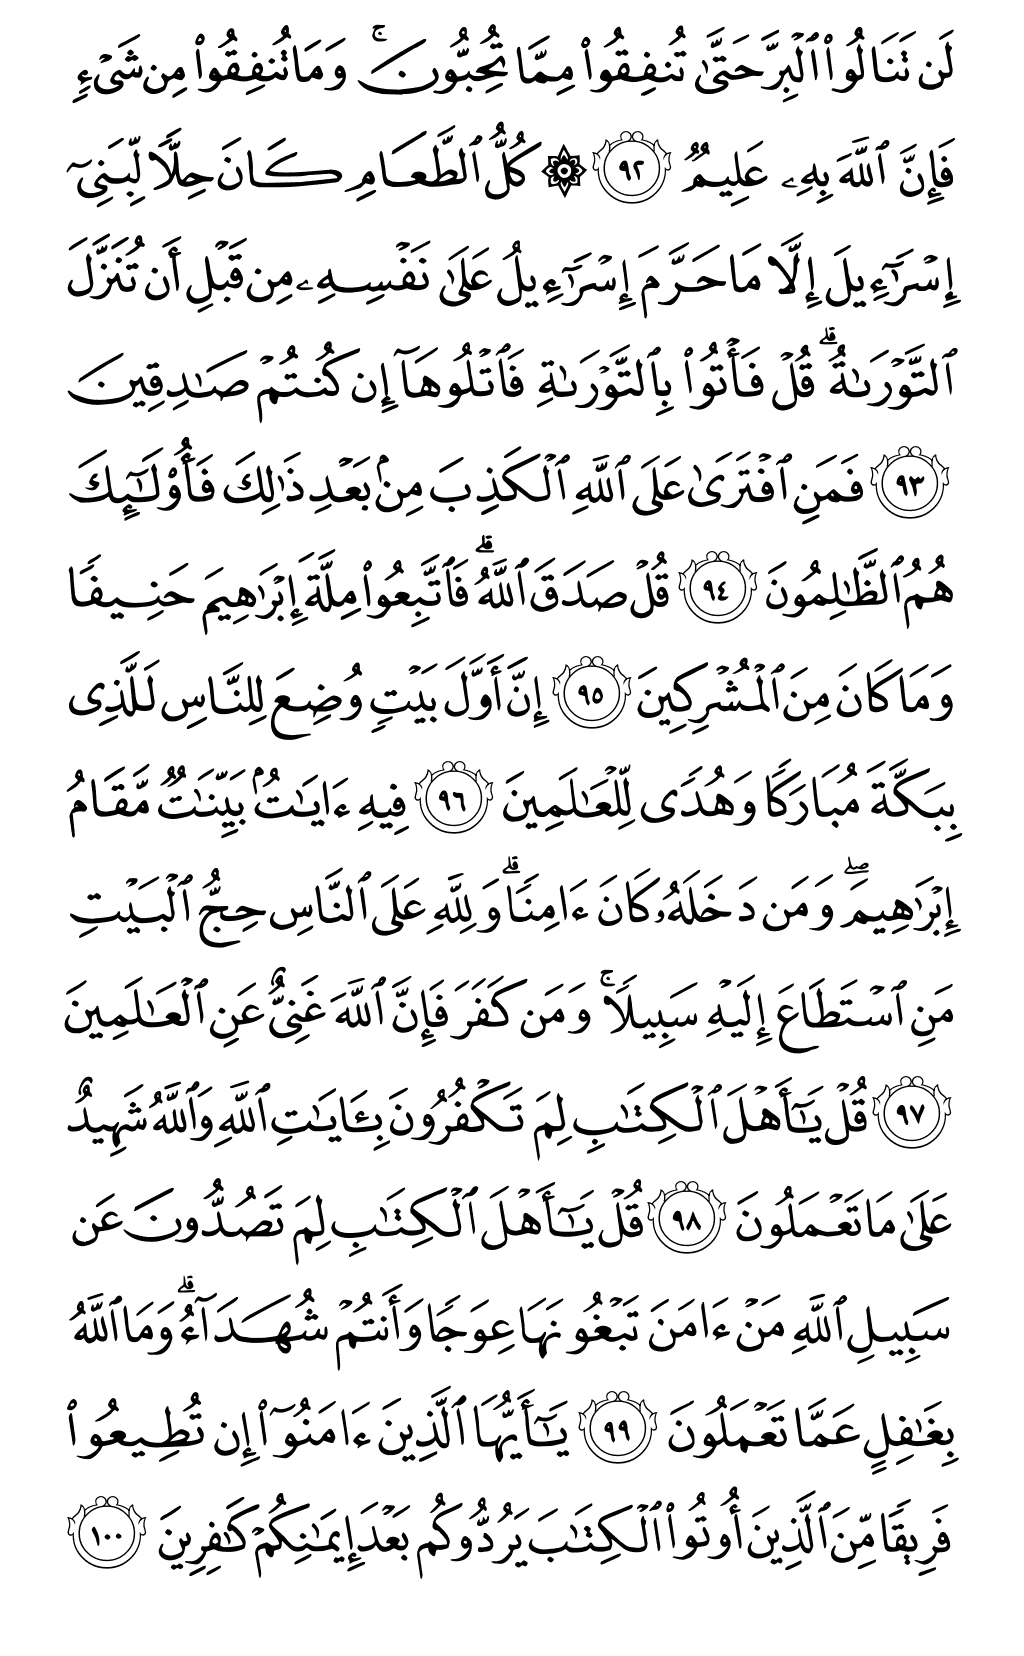 لَن تَنَالُوا۟ ٱلْبِرَّ حَتَّىٰ تُنفِقُوا۟ مِمَّا تُحِبُّونَ ۚ وَمَا تُنفِقُوا۟ مِن شَىْءٍ
فَإِنَّ ٱللَّهَ بِهِۦ عَلِيمٌ ٩٢ ۞ كُلُّ ٱلطَّعَامِ كَانَ حِلًّا لِّبَنِىٓ
إِسْرَٰٓءِيلَ إِلَّا مَا حَرَّمَ إِسْرَٰٓءِيلُ عَلَىٰ نَفْسِهِۦ مِن قَبْلِ أَن تُنَزَّلَ
ٱلتَّوْرَىٰةُ ۗ قُلْ فَأْتُوا۟ بِٱلتَّوْرَىٰةِ فَٱتْلُوهَآ إِن كُنتُمْ صَـٰدِقِينَ
٩٣ فَمَنِ ٱفْتَرَىٰ عَلَى ٱللَّهِ ٱلْكَذِبَ مِنۢ بَعْدِ ذَٰلِكَ فَأُو۟لَـٰٓئِكَ
هُمُ ٱلظَّـٰلِمُونَ ٩٤ قُلْ صَدَقَ ٱللَّهُ ۗ فَٱتَّبِعُوا۟ مِلَّةَ إِبْرَٰهِيمَ حَنِيفًا
وَمَا كَانَ مِنَ ٱلْمُشْرِكِينَ ٩٥ إِنَّ أَوَّلَ بَيْتٍ وُضِعَ لِلنَّاسِ لَلَّذِى
بِبَكَّةَ مُبَارَكًا وَهُدًى لِّلْعَـٰلَمِينَ ٩٦ فِيهِ ءَايَـٰتٌۢ بَيِّنَـٰتٌ مَّقَامُ
إِبْرَٰهِيمَ ۖ وَمَن دَخَلَهُۥ كَانَ ءَامِنًا ۗ وَلِلَّهِ عَلَى ٱلنَّاسِ حِجُّ ٱلْبَيْتِ
مَنِ ٱسْتَطَاعَ إِلَيْهِ سَبِيلًا ۚ وَمَن كَفَرَ فَإِنَّ ٱللَّهَ غَنِىٌّ عَنِ ٱلْعَـٰلَمِينَ
٩٧ قُلْ يَـٰٓأَهْلَ ٱلْكِتَـٰبِ لِمَ تَكْفُرُونَ بِـَٔايَـٰتِ ٱللَّهِ وَٱللَّهُ شَهِيدٌ
عَلَىٰ مَا تَعْمَلُونَ ٩٨ قُلْ يَـٰٓأَهْلَ ٱلْكِتَـٰبِ لِمَ تَصُدُّونَ عَن
سَبِيلِ ٱللَّهِ مَنْ ءَامَنَ تَبْغُونَهَا عِوَجًا وَأَنتُمْ شُهَدَآءُ ۗ وَمَا ٱللَّهُ
بِغَـٰفِلٍ عَمَّا تَعْمَلُونَ ٩٩ يَـٰٓأَيُّهَا ٱلَّذِينَ ءَامَنُوٓا۟ إِن تُطِيعُوا۟
فَرِيقًا مِّنَ ٱلَّذِينَ أُوتُوا۟ ٱلْكِتَـٰبَ يَرُدُّوكُم بَعْدَ إِيمَـٰنِكُمْ كَـٰفِرِينَ ١٠٠